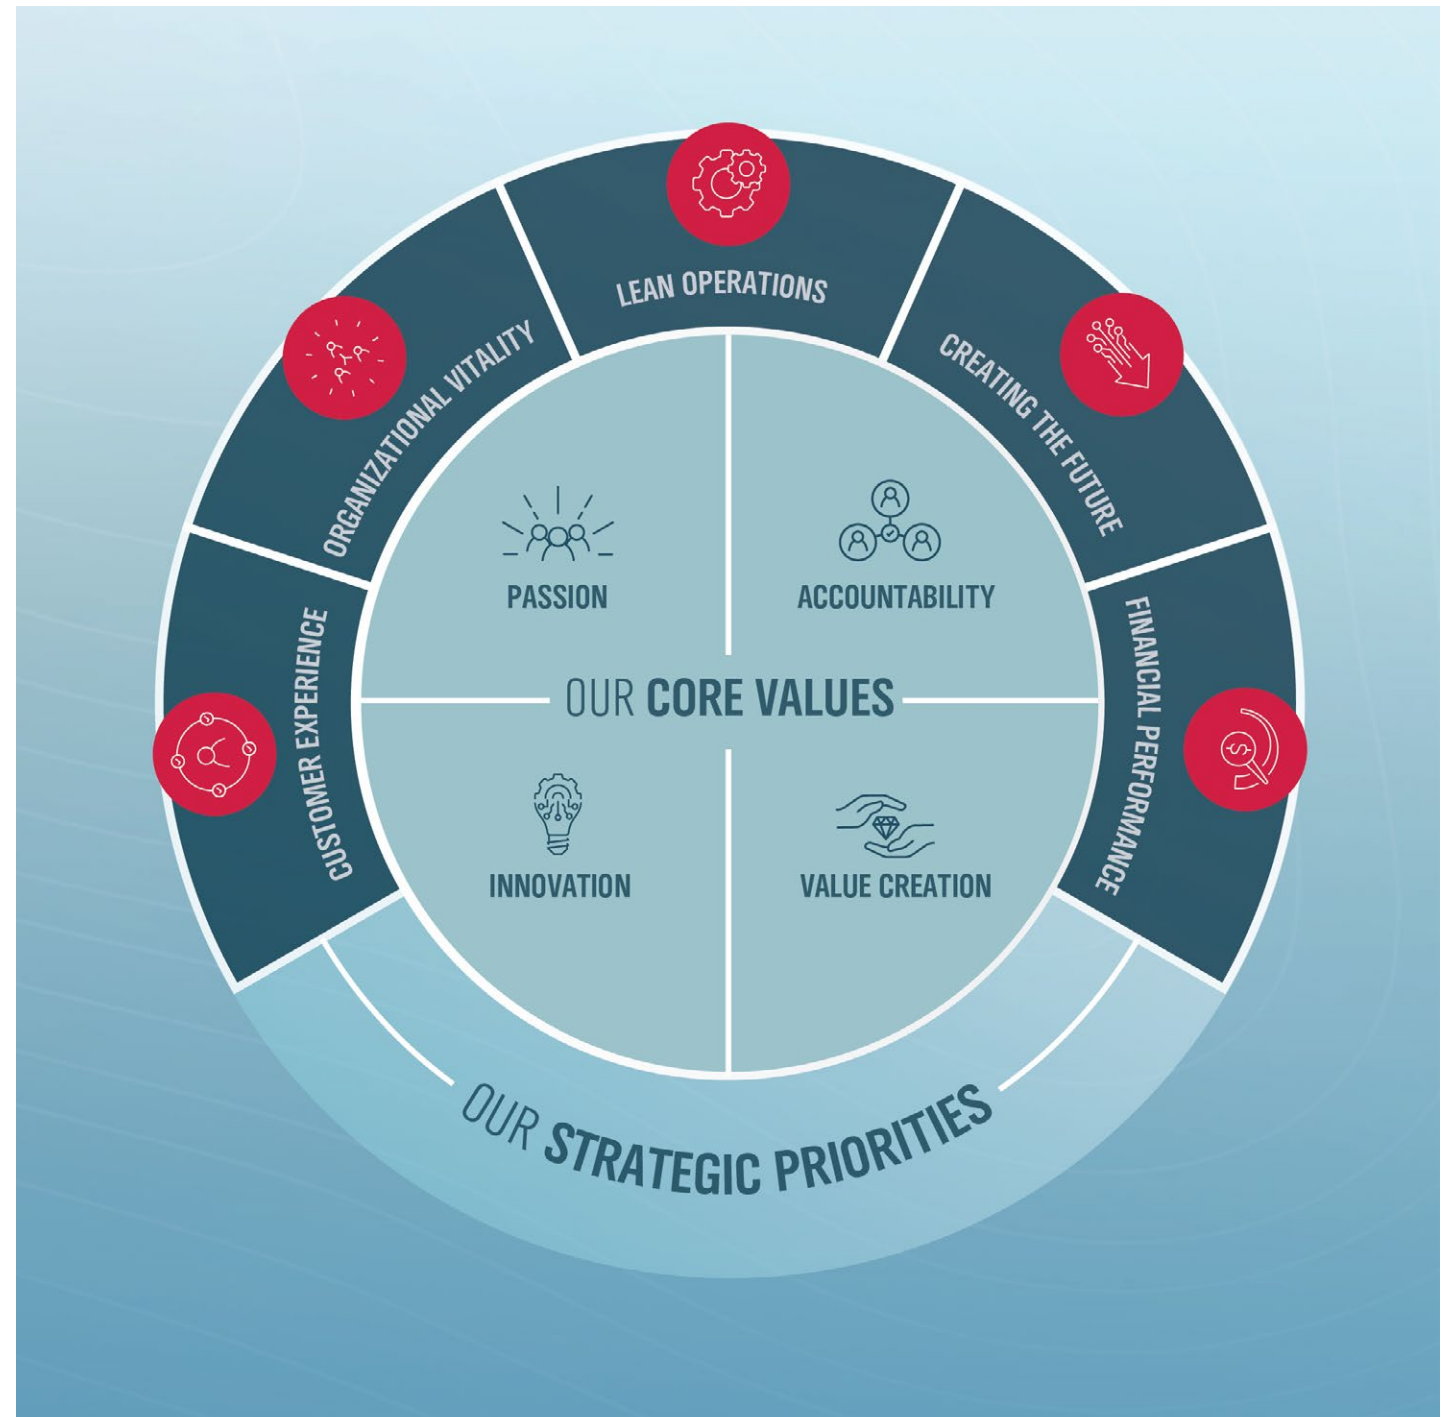 LEAN OPERATIONS
ORGANIZATIONAL VITALITY
CREATING THE FUTURE
CUSTOMER EXPERIENCE
FINANCIAL PERFORMANCE
PASSION
ACCOUNTABILITY
OUR CORE VALUES
INNOVATION
VALUE CREATION
OUR STRATEGIC PRIORITIES